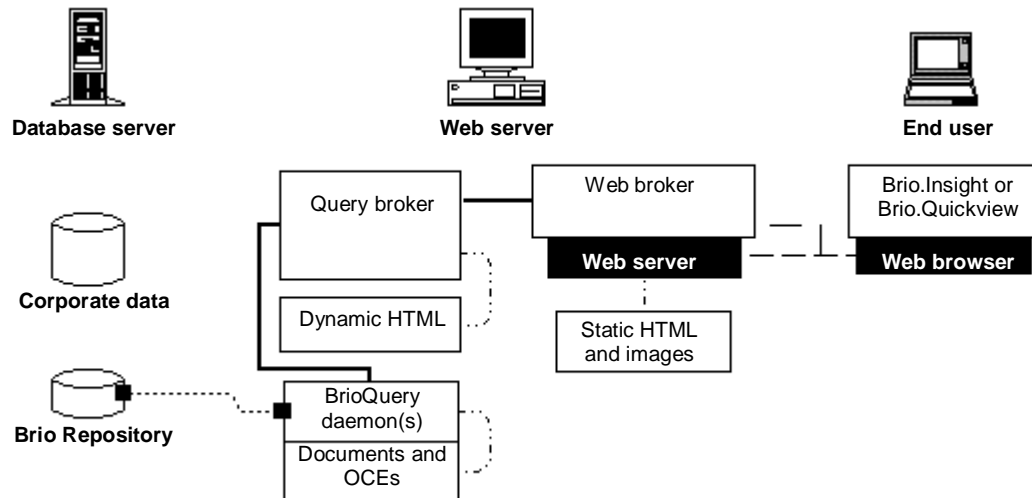 Database server
Web server
End user
Query broker
Web broker
Brio.Insight or
Brio.Quickview
Web server
Web browser
Corporate data
Dynamic HTML
Static HTML
and images
Brio Repository
BrioQuery
daemon(s)
Documents and
OCEs